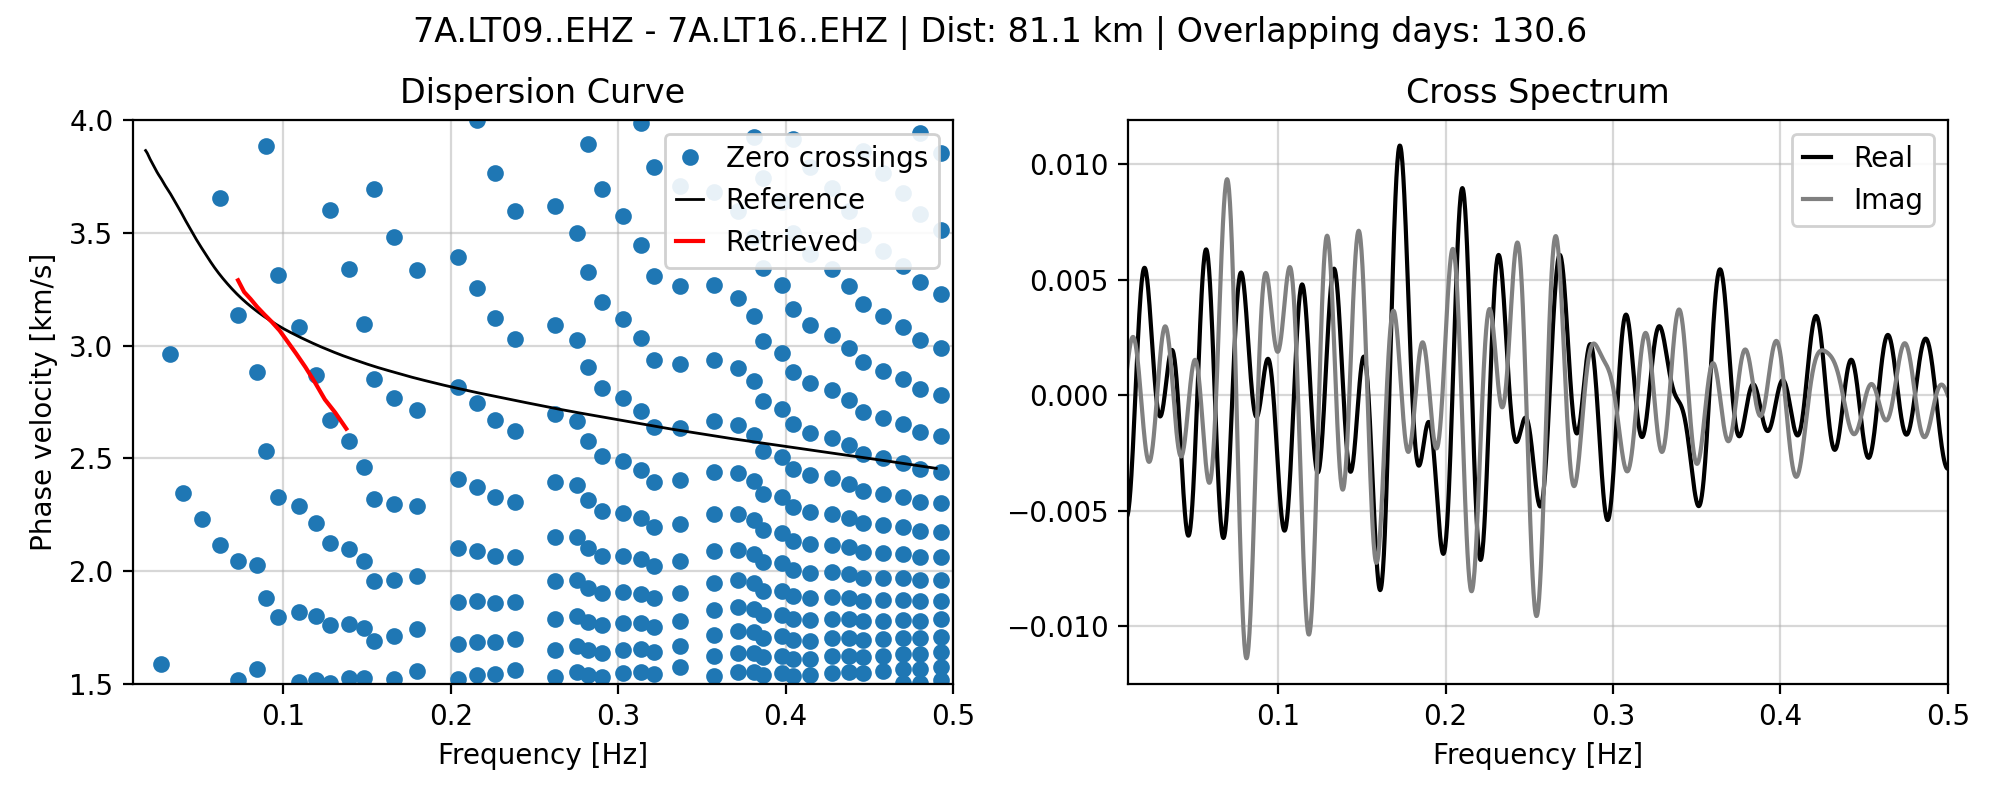 7A.LT09..EHZ - 7A.LT16..EHZ | Dist: 81.1 km | Overlapping days: 130.6
Dispersion Curve
4.0
3.5
3.0
2.5
2.0
1.5
Phase velocity [km/s]
Zero crossings
Reference
Retrieved
0.1 0.2 0.3 0.4 0.5
Frequency [Hz]
Cross Spectrum
0.010
0.005
0.000
−0.005
−0.010
Real
Imag
0.1 0.2 0.3 0.4 0.5
Frequency [Hz]